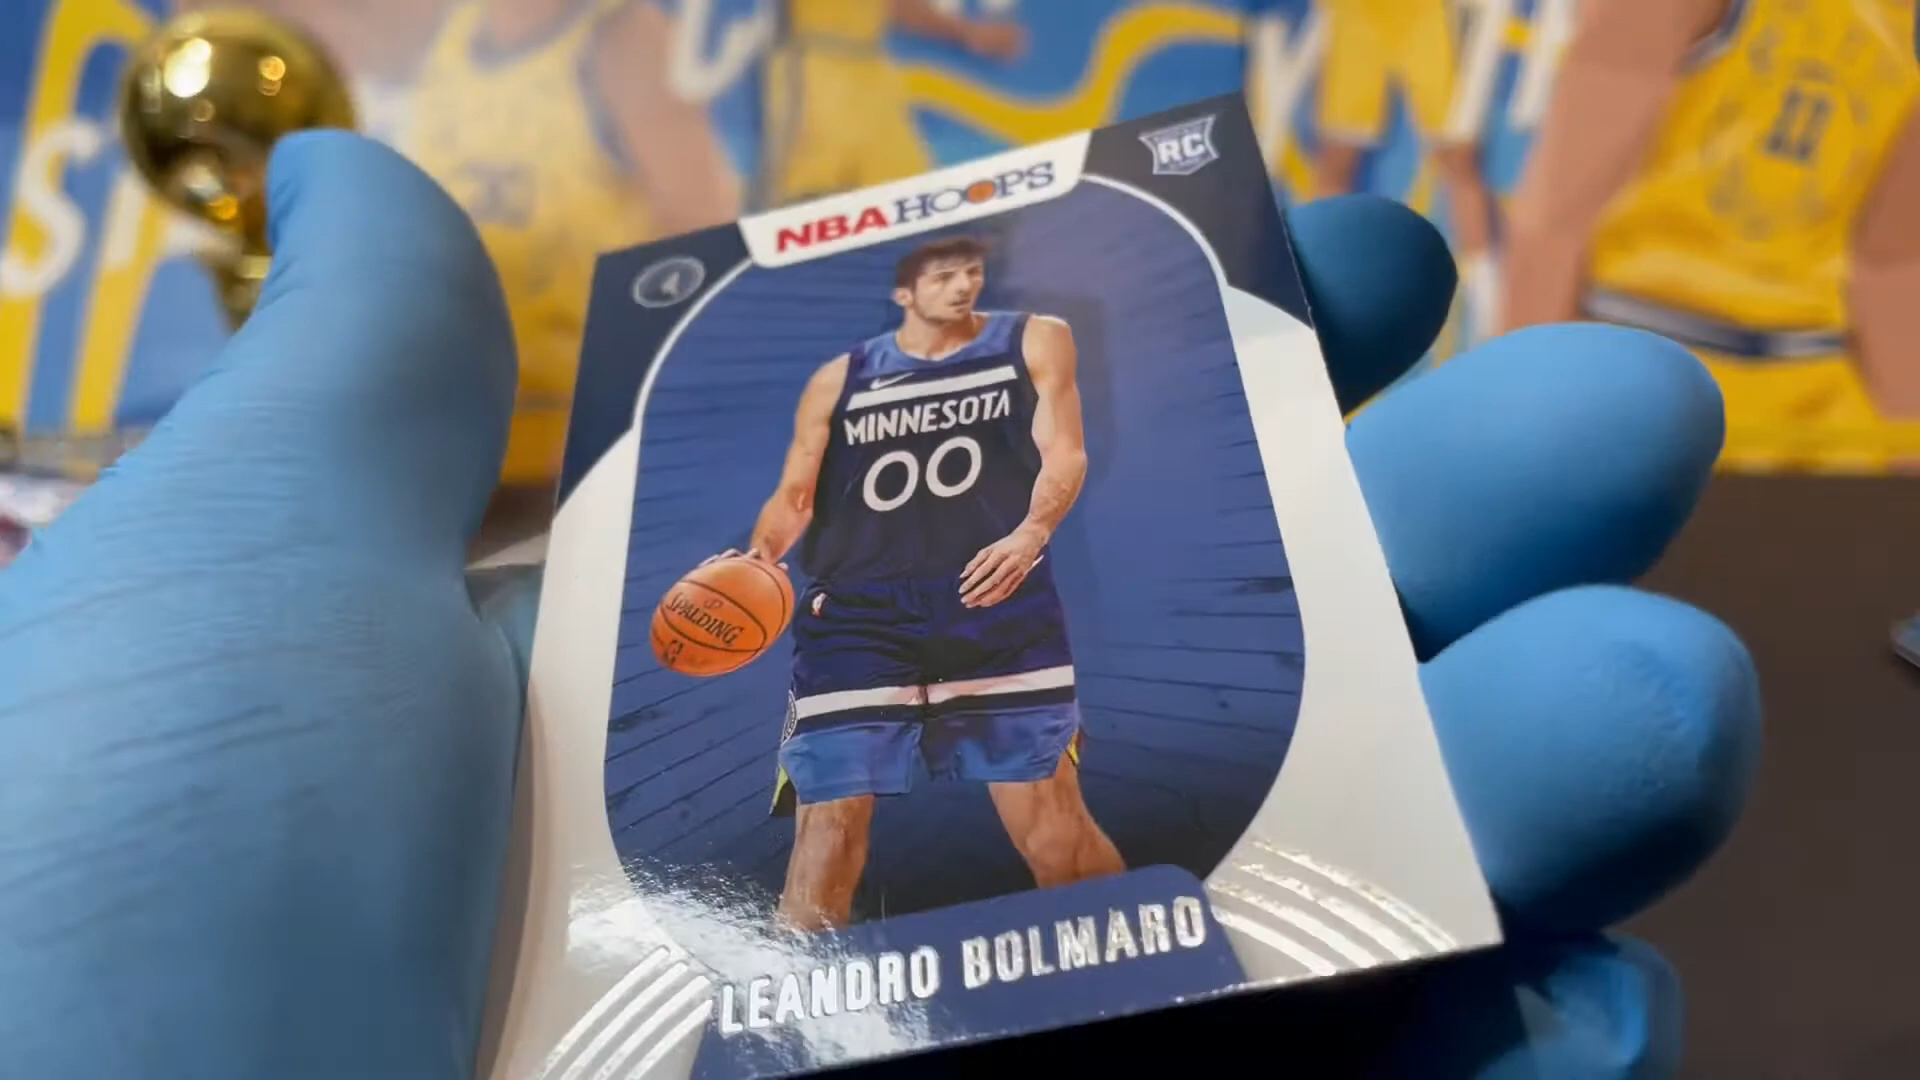 NBA HOOPS
RC
MINNESOTA
00
SPALDING
LEANDRO BOLMARO